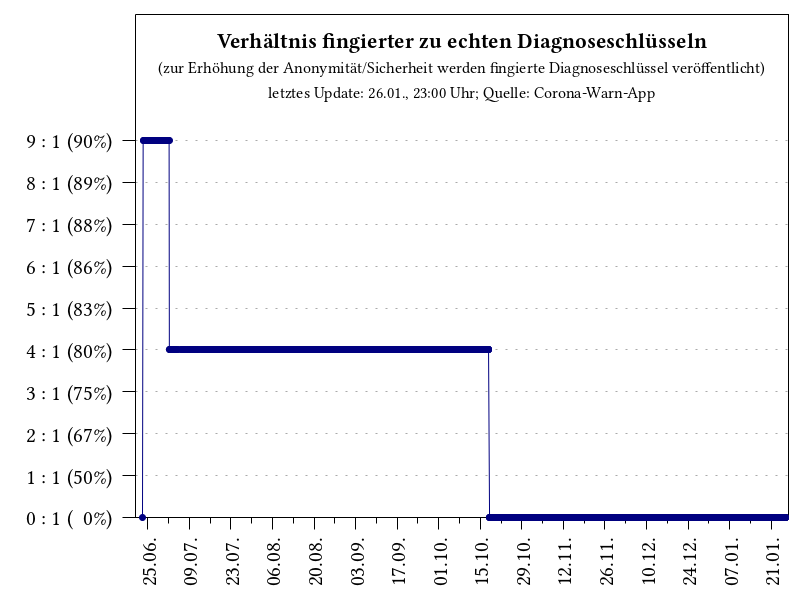 Verhältnis fingierter zu echten Diagnoseschlüsseln
(zur Erhöhung der Anonymität/Sicherheit werden fingierte Diagnoseschlüssel veröffentlicht)
letztes Update: 26.01., 23:00 Uhr; Quelle: Corona-Warn-App
9 : 1 (90%)
8 : 1 (89%)
7 : 1 (88%)
6 : 1 (86%)
5 : 1 (83%)
4 : 1 (80%)
3 : 1 (75%)
2 : 1 (67%)
1 : 1 (50%)
0 : 1 (  0%)
25.06.
09.07.
23.07.
06.08.
20.08.
03.09.
17.09.
01.10.
15.10.
29.10.
12.11.
26.11.
10.12.
24.12.
07.01.
21.01.